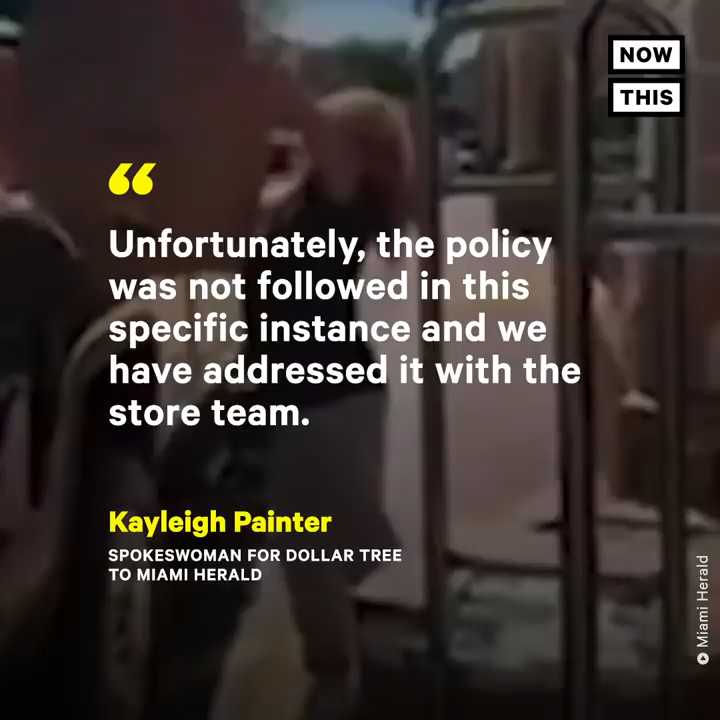 NOW
THIS
“
Unfortunately, the policy
was not followed in this
specific instance and we
have addressed it with the
store team.
Kayleigh Painter
SPOKESWOMAN FOR DOLLAR TREE
TO MIAMI HERALD
Miami Herald